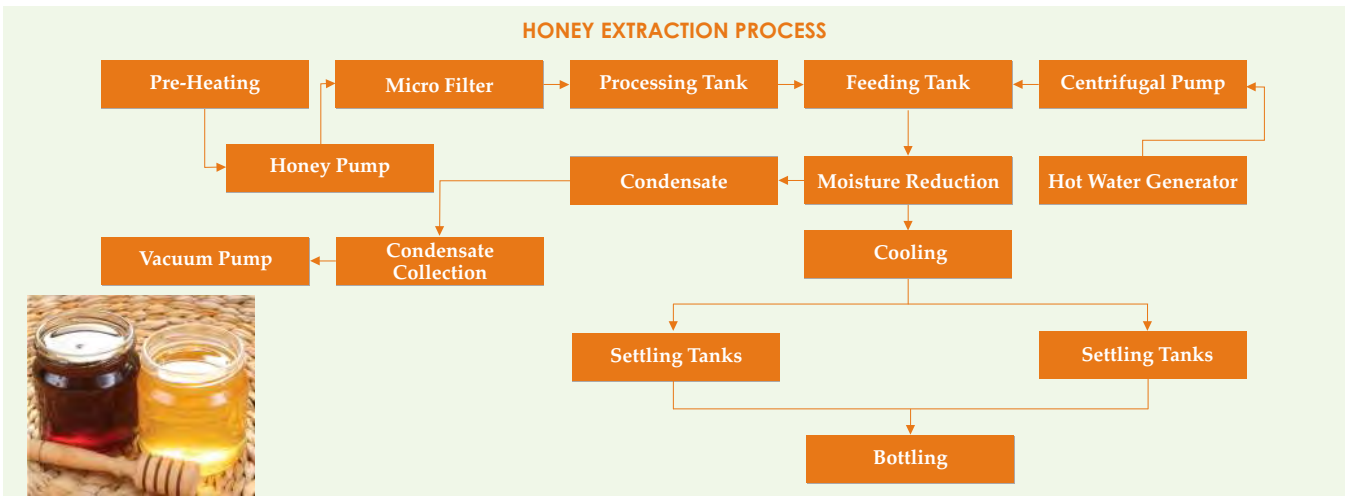 HONEY EXTRACTION PROCESS
Pre-Heating
Micro Filter
Processing Tank
Feeding Tank
Centrifugal Pump
Honey Pump
Condensate
Moisture Reduction
Hot Water Generator
Vacuum Pump
Condensate
Collection
Cooling
Settling Tanks
Settling Tanks
Bottling